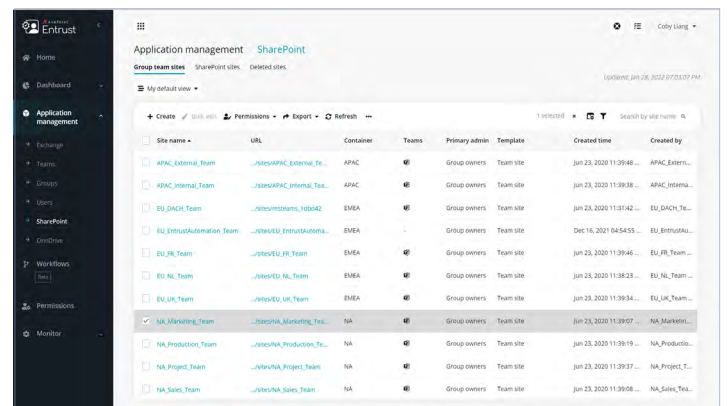 AvePoint
Entrust
Coby Liang
Home
Application management SharePoint
Group team sites SharePoint sites Deleted sites
Dashboard
Updated: Jan 28, 2022 07:03:07 PM
My default view
Application management
+ Create Bulk edit Permissions Export Refresh ••• 1 selected × Search by site name
Site name URL Container Teams Primary admin Template Created time Created by
Exchange
APAC_External_Team .../sites/APAC_External_Te... APAC Group owners Team site Jun 23, 2020 11:39:48 ... APAC_Extern...
Teams
Groups
APAC_Internal_Team .../sites/APAC_Internal_Tea... APAC Group owners Team site Jun 23, 2020 11:39:38 ... APAC_Interna...
Users
EU_DACH_Team .../sites/msteams_1dbd42 EMEA Group owners Team site Jun 23, 2020 11:31:42 ... EU_DACH_Te...
SharePoint
EU_EntrustAutomation_Team .../sites/EU_EntrustAutoma... EMEA - Group owners Team site Dec 16, 2021 04:54:55 ... EU_EntrustAu...
OneDrive
EU_FR_Team .../sites/EU_FR_Team EMEA Group owners Team site Jun 23, 2020 11:39:46 ... EU_FR_Team ...
Workflows
Beta
EU_NL_Team .../sites/EU_NL_Team EMEA Group owners Team site Jun 23, 2020 11:38:23 ... EU_NL_Team ...
Permissions
EU_UK_Team .../sites/EU_UK_Team EMEA Group owners Team site Jun 23, 2020 11:39:34 ... EU_UK_Team ...
NA_Marketing_Team .../sites/NA_Marketing_Tea... NA Group owners Team site Jun 23, 2020 11:39:07 ... NA_Marketin...
Monitor
NA_Production_Team .../sites/NA_Production_Te... NA Group owners Team site Jun 23, 2020 11:39:19 ... NA_Productio...
NA_Project_Team .../sites/NA_Project_Team NA Group owners Team site Jun 23, 2020 11:39:37 ... NA_Project_T...
NA_Sales_Team .../sites/NA_Sales_Team NA Group owners Team site Jun 23, 2020 11:39:08 ... NA_Sales_Tea...